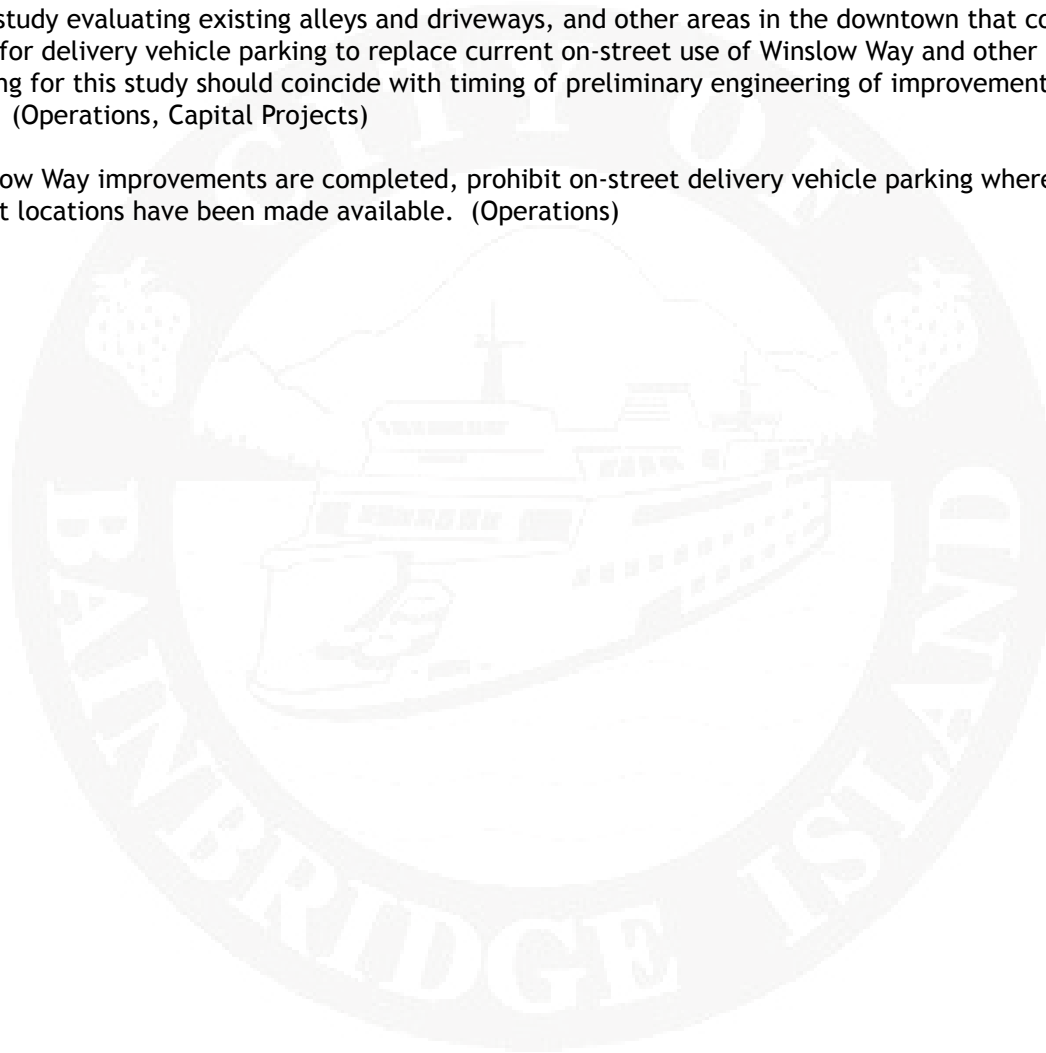 study evaluating existing alleys and driveways, and other areas in the downtown that co
for delivery vehicle parking to replace current on-street use of Winslow Way and other
ng for this study should coincide with timing of preliminary engineering of improvement
(Operations, Capital Projects)
ow Way improvements are completed, prohibit on-street delivery vehicle parking where
t locations have been made available. (Operations)
CITY OF
BAINBRIDGE ISLAND